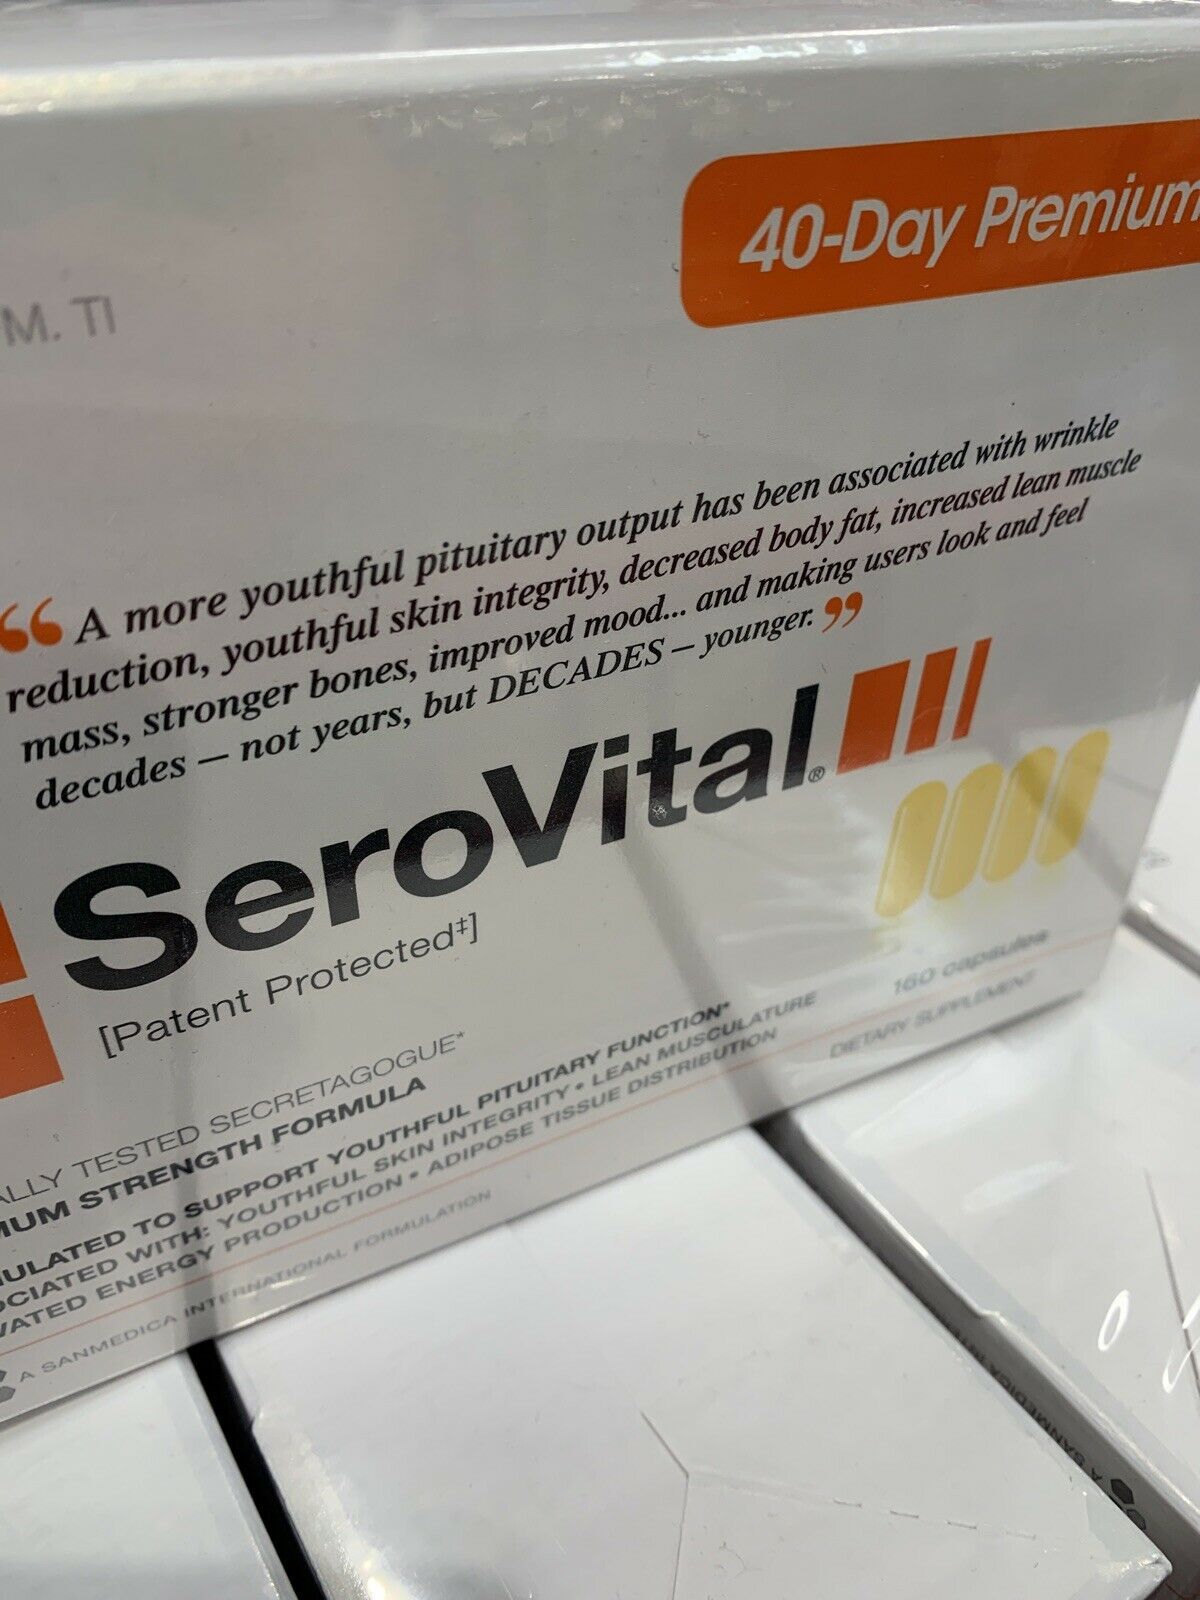 M. TI
40-Day Premium
“ A more youthful pituitary output has been associated with wrinkle
reduction, youthful skin integrity, decreased body fat, increased lean muscle
mass, stronger bones, improved mood... and making users look and feel
decades – not years, but DECADES – younger. ”
SeroVital®
[Patent Protected‡]
160 capsules
DIETARY SUPPLEMENT
ALLY TESTED SECRETAGOGUE*
MUM STRENGTH FORMULA
ULATED TO SUPPORT YOUTHFUL PITUITARY FUNCTION*
OCIATED WITH: YOUTHFUL SKIN INTEGRITY • LEAN MUSCULATURE
VATED ENERGY PRODUCTION • ADIPOSE TISSUE DISTRIBUTION
A SANMEDICA INTERNATIONAL FORMULATION
A SANMEDICA